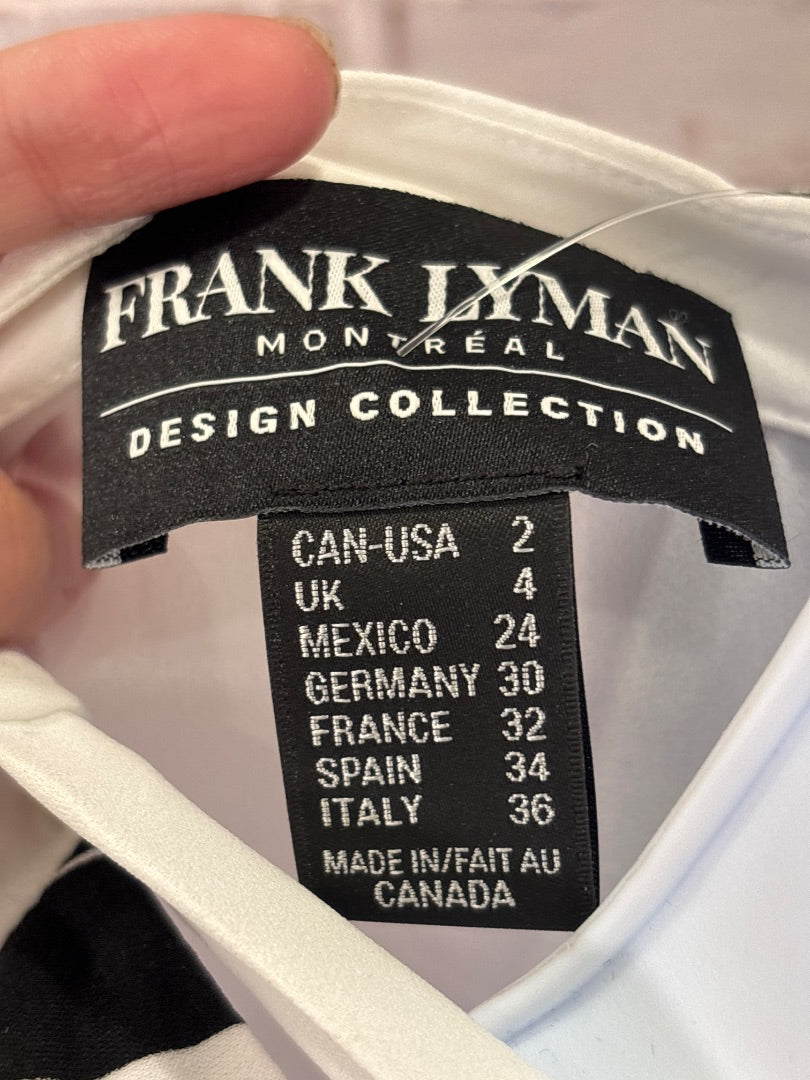 FRANK LYMAN
MONTRÉAL
DESIGN COLLECTION
CAN-USA 2
UK 4
MEXICO 24
GERMANY 30
FRANCE 32
SPAIN 34
ITALY 36
MADE IN/FAIT AU
CANADA